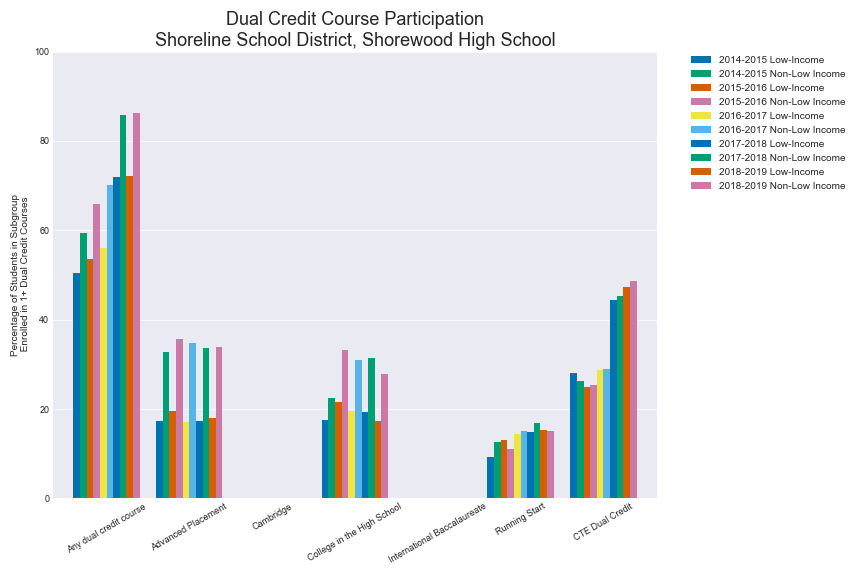 Dual Credit Course Participation
Shoreline School District, Shorewood High School
Percentage of Students in Subgroup
Enrolled in 1+ Dual Credit Courses
100
80
60
40
20
0
Any dual credit course
Advanced Placement
Cambridge
College in the High School
International Baccalaureate
Running Start
CTE Dual Credit
2014-2015 Low-Income
2014-2015 Non-Low Income
2015-2016 Low-Income
2015-2016 Non-Low Income
2016-2017 Low-Income
2016-2017 Non-Low Income
2017-2018 Low-Income
2017-2018 Non-Low Income
2018-2019 Low-Income
2018-2019 Non-Low Income